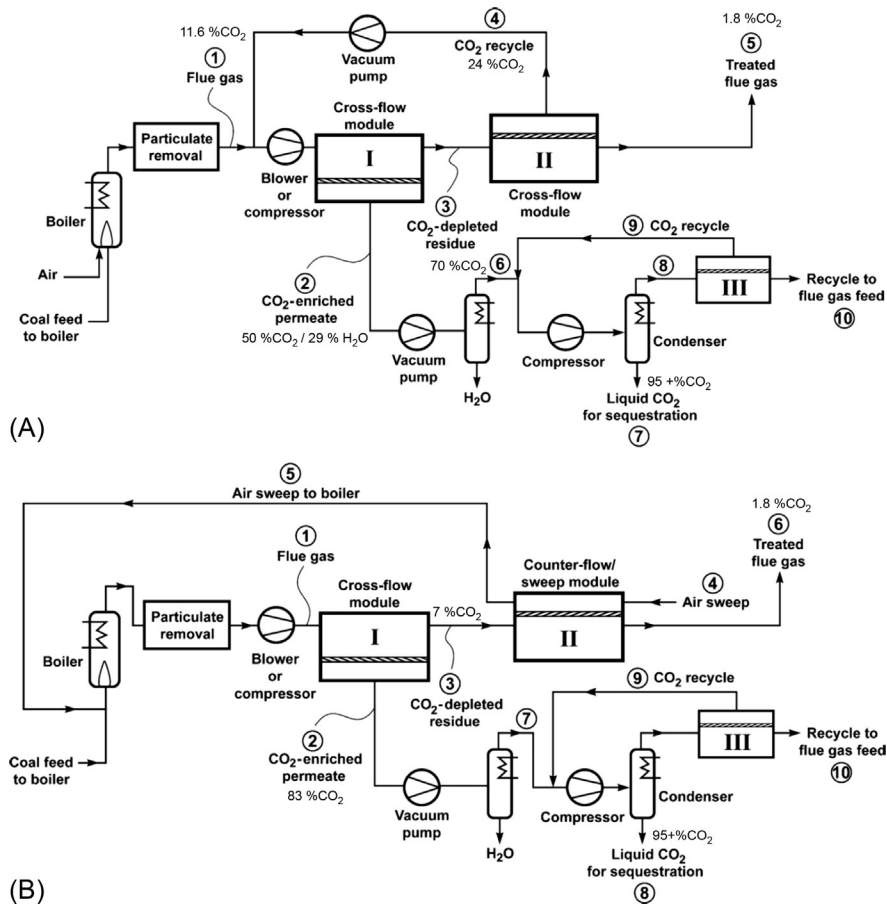 11.6 %CO2
1
Flue gas
Particulate
removal
Boiler
Air
Coal feed
to boiler
Vacuum
pump
4
CO2 recycle
24 %CO2
1.8 %CO2
5
Treated
flue gas
Cross-flow
module
I
Blower
or
compressor
II
Cross-flow
module
3
CO2-depleted
residue
2
CO2-enriched
permeate
50 %CO2 / 29 % H2O
Vacuum
pump
70 %CO2 6
H2O
9 CO2 recycle
8
III
Recycle to
flue gas feed
10
Compressor
Condenser
95 +%CO2
Liquid CO2
for sequestration
7
(A)
5
Air sweep to boiler
1
Flue gas
Particulate
removal
Boiler
Coal feed
to boiler
Blower
or
compressor
Cross-flow
module
I
7 %CO2
3
CO2-depleted
residue
Counter-flow/
sweep module
II
4
Air sweep
1.8 %CO2
6
Treated
flue gas
2
CO2-enriched
permeate
83 %CO2
Vacuum
pump
7
H2O
9 CO2 recycle
III
Recycle to
flue gas feed
10
Compressor
Condenser
95+%CO2
Liquid CO2
for sequestration
8
(B)